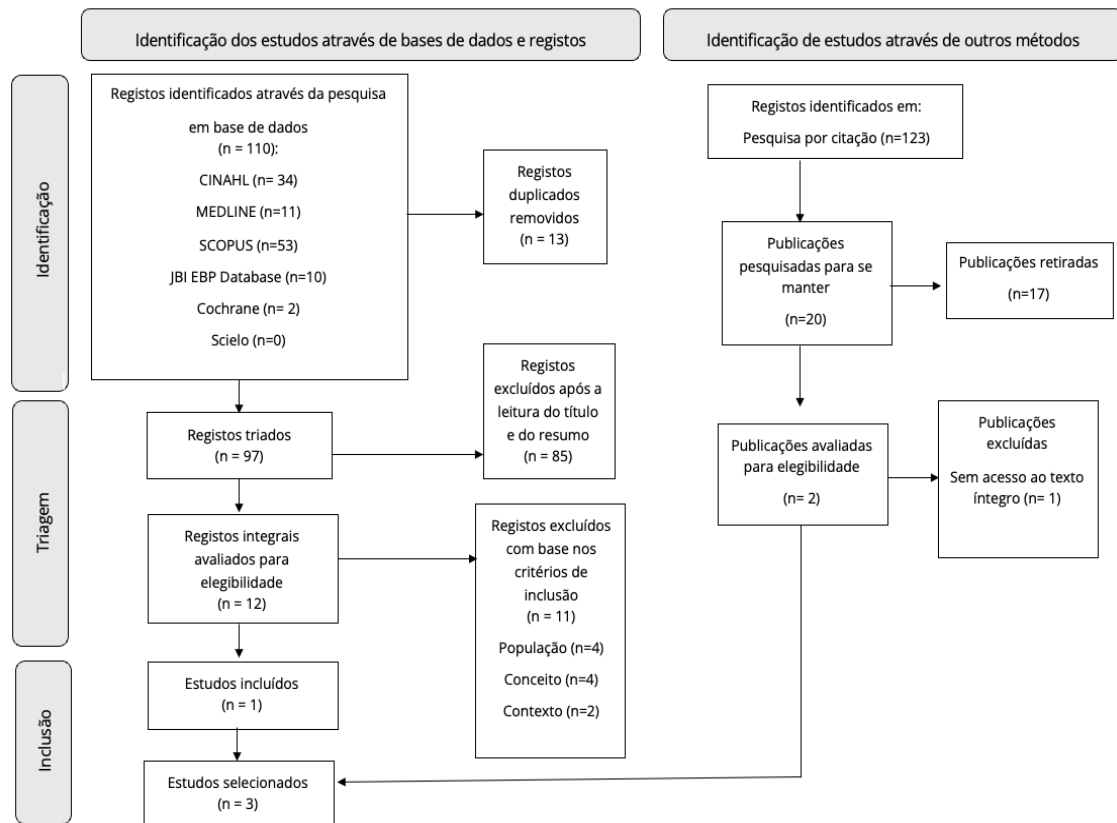 Identificação dos estudos através de bases de dados e registos
Identificação de estudos através de outros métodos
Identificação
Registos identificados através da pesquisa
em base de dados
(n = 110):
CINAHL (n= 34)
MEDLINE (n=11)
SCOPUS (n=53)
JBI EBP Database (n=10)
Cochrane (n= 2)
Scielo (n=0)
Registos
duplicados
removidos
(n = 13)
Registos identificados em:
Pesquisa por citação (n=123)
Publicações
pesquisadas para se
manter
(n=20)
Publicações retiradas
(n=17)
Triagem
Registos triados
(n = 97)
Registos
excluídos após a
leitura do título
e do resumo
(n = 85)
Publicações avaliadas
para elegibilidade
(n= 2)
Publicações
excluídas
Sem acesso ao texto
íntegro (n= 1)
Registos integrais
avaliados para
elegibilidade
(n = 12)
Registos excluídos
com base nos
critérios de
inclusão
(n = 11)
População (n=4)
Conceito (n=4)
Contexto (n=2)
Inclusão
Estudos incluídos
(n = 1)
Estudos selecionados
(n = 3)